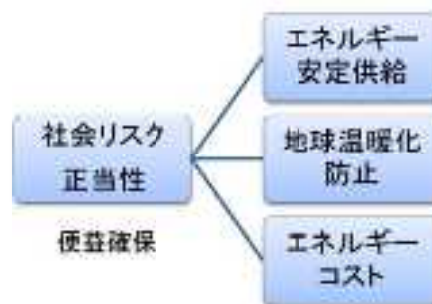 社会リスク
正当性
便益確保
エネルギー
安定供給
地球温暖化
防止
エネルギー
コスト